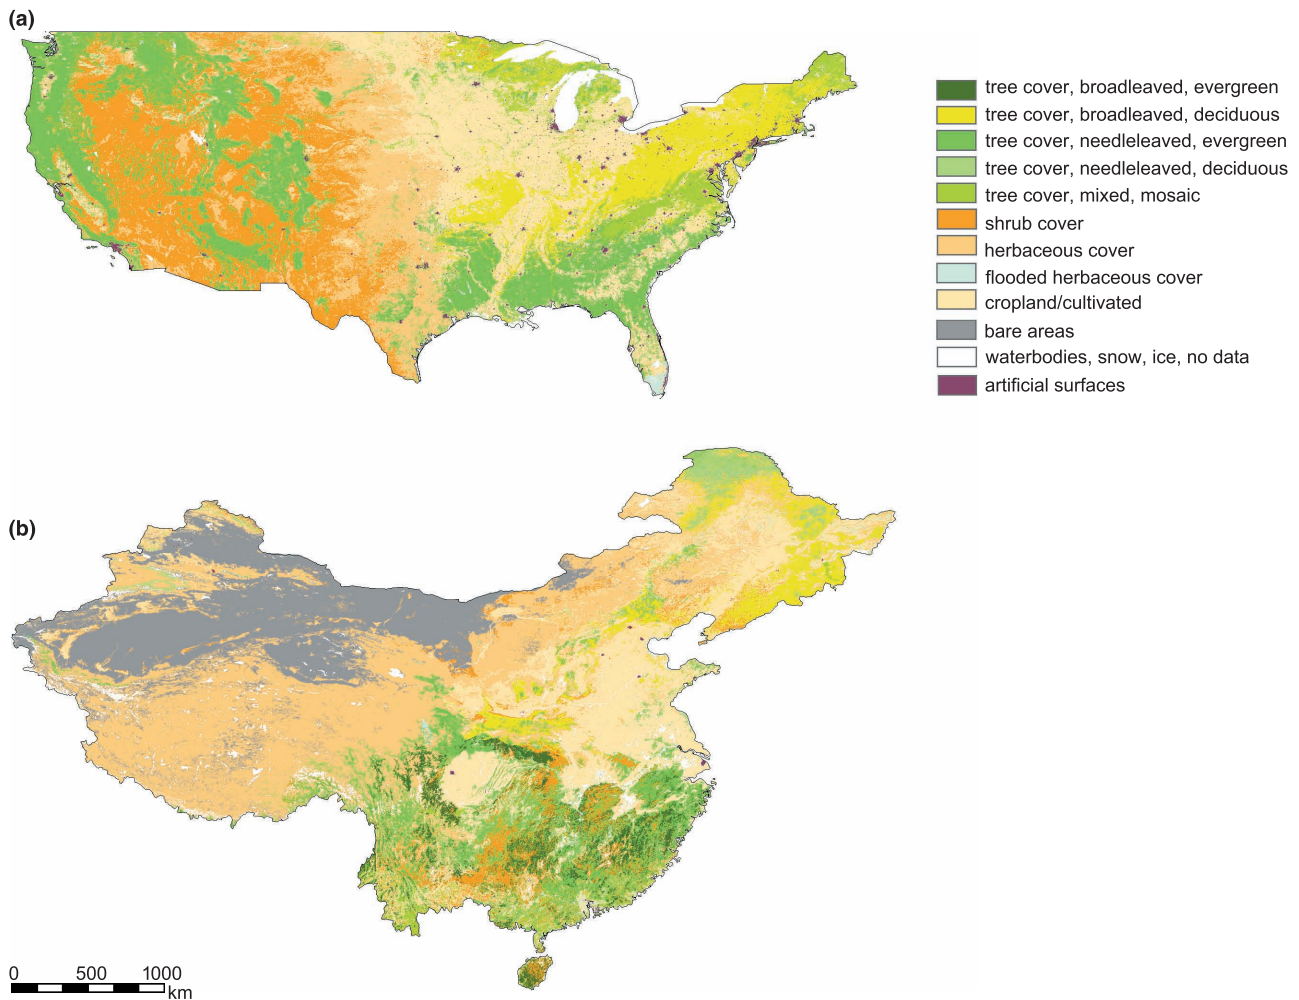 (a)
tree cover, broadleaved, evergreen
tree cover, broadleaved, deciduous
tree cover, needleleaved, evergreen
tree cover, needleleaved, deciduous
tree cover, mixed, mosaic
shrub cover
herbaceous cover
flooded herbaceous cover
cropland/cultivated
bare areas
waterbodies, snow, ice, no data
artificial surfaces
(b)
0 500 1000
km